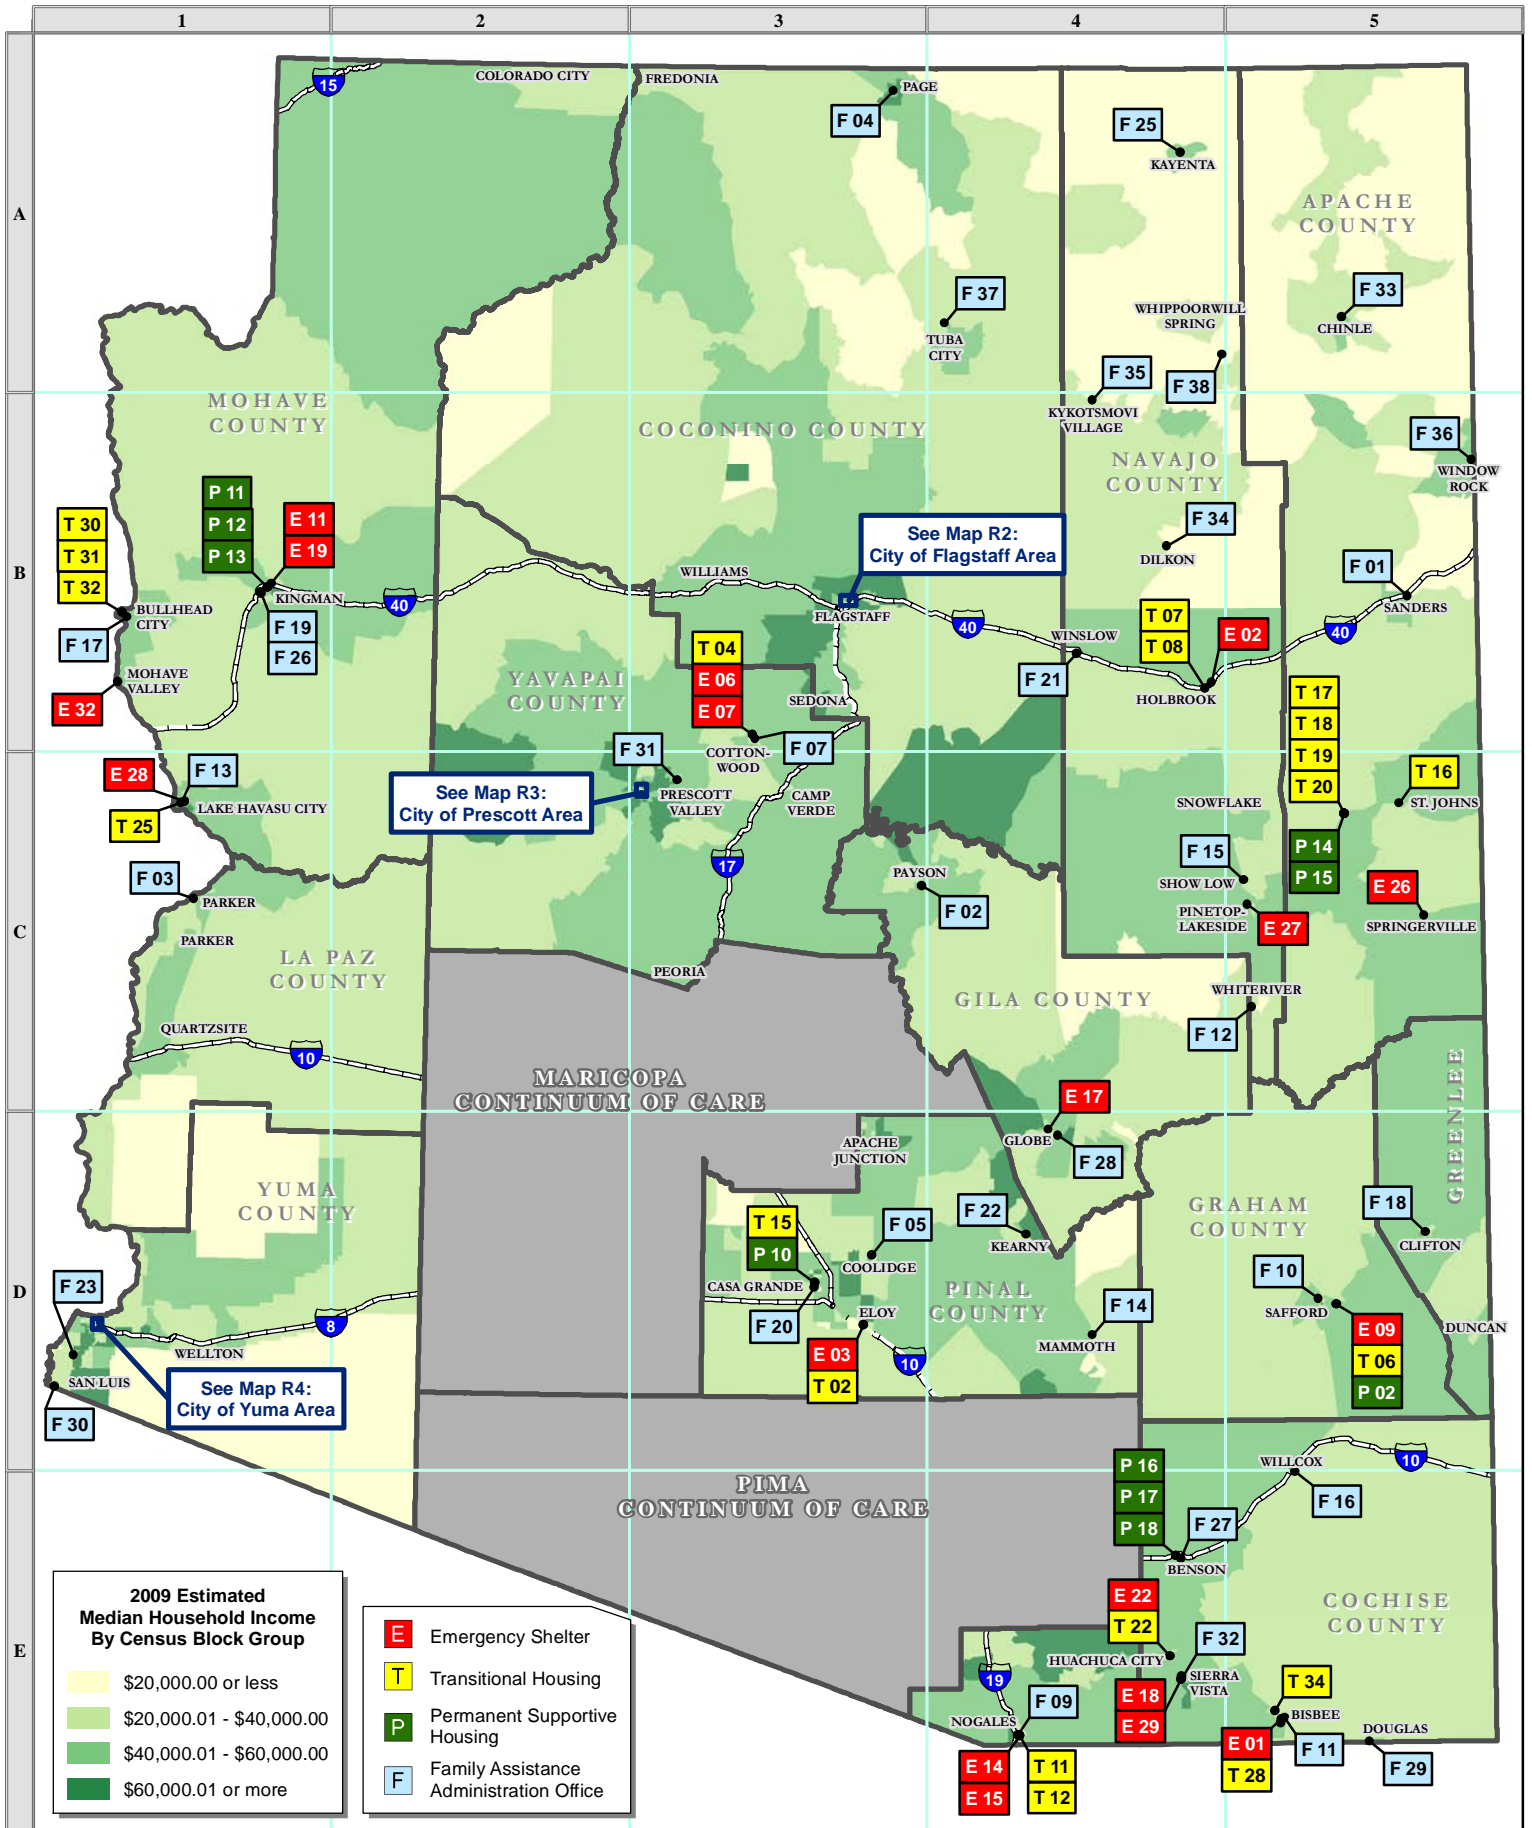 1
2
3
4
5
A
B
C
D
E
15
COLORADO CITY
FREDONIA
PAGE
F 04
F 25
KAYENTA
APACHE
COUNTY
F 37
TUBA
CITY
WHIPPOORWILL
SPRING
F 38
F 33
CHINLE
F 35
KYKOTSMOVI
VILLAGE
MOHAVE
COUNTY
COCONINO COUNTY
NAVAJO
COUNTY
F 36
WINDOW
ROCK
P 11
P 12
P 13
E 11
E 19
T 30
T 31
T 32
KINGMAN
F 19
F 26
BULLHEAD
CITY
F 17
MOHAVE
VALLEY
E 32
40
WILLIAMS
See Map R2:
City of Flagstaff Area
FLAGSTAFF
40
F 34
DILKON
F 01
SANDERS
40
WINSLOW
F 21
T 07
T 08
E 02
HOLBROOK
YAVAPAI
COUNTY
T 04
E 06
E 07
SEDONA
COTTON-
WOOD
F 07
F 31
PRESCOTT
VALLEY
CAMP
VERDE
See Map R3:
City of Prescott Area
17
E 28
F 13
LAKE HAVASU CITY
T 25
T 17
T 18
T 19
T 20
P 14
P 15
T 16
ST. JOHNS
SNOWFLAKE
F 15
SHOW LOW
PINETOP-
LAKESIDE
E 27
E 26
SPRINGERVILLE
F 03
PARKER
PARKER
LA PAZ
COUNTY
PAYSON
F 02
PEORIA
GILA COUNTY
WHITERIVER
F 12
QUARTZSITE
10
MARICOPA
CONTINUUM OF CARE
GREENLEE
E 17
GLOBE
F 28
APACHE
JUNCTION
YUMA
COUNTY
GRAHAM
COUNTY
F 18
CLIFTON
T 15
P 10
CASA GRANDE
F 20
F 05
COOLIDGE
F 22
KEARNY
PINAL
COUNTY
ELOY
E 03
T 02
10
F 14
MAMMOTH
F 10
SAFFORD
E 09
T 06
P 02
DUNCAN
F 23
8
WELLTON
SAN LUIS
F 30
See Map R4:
City of Yuma Area
PIMA
CONTINUUM OF CARE
P 16
P 17
P 18
F 27
BENSON
WILLCOX
F 16
10
COCHISE
COUNTY
E 22
T 22
HUACHUCA CITY
F 32
SIERRA
VISTA
E 18
E 29
19
NOGALES
F 09
E 14
E 15
T 11
T 12
T 34
BISBEE
E 01
T 28
F 11
DOUGLAS
F 29
2009 Estimated
Median Household Income
By Census Block Group
$20,000.00 or less
$20,000.01 - $40,000.00
$40,000.01 - $60,000.00
$60,000.01 or more
E Emergency Shelter
T Transitional Housing
P Permanent Supportive
Housing
F Family Assistance
Administration Office